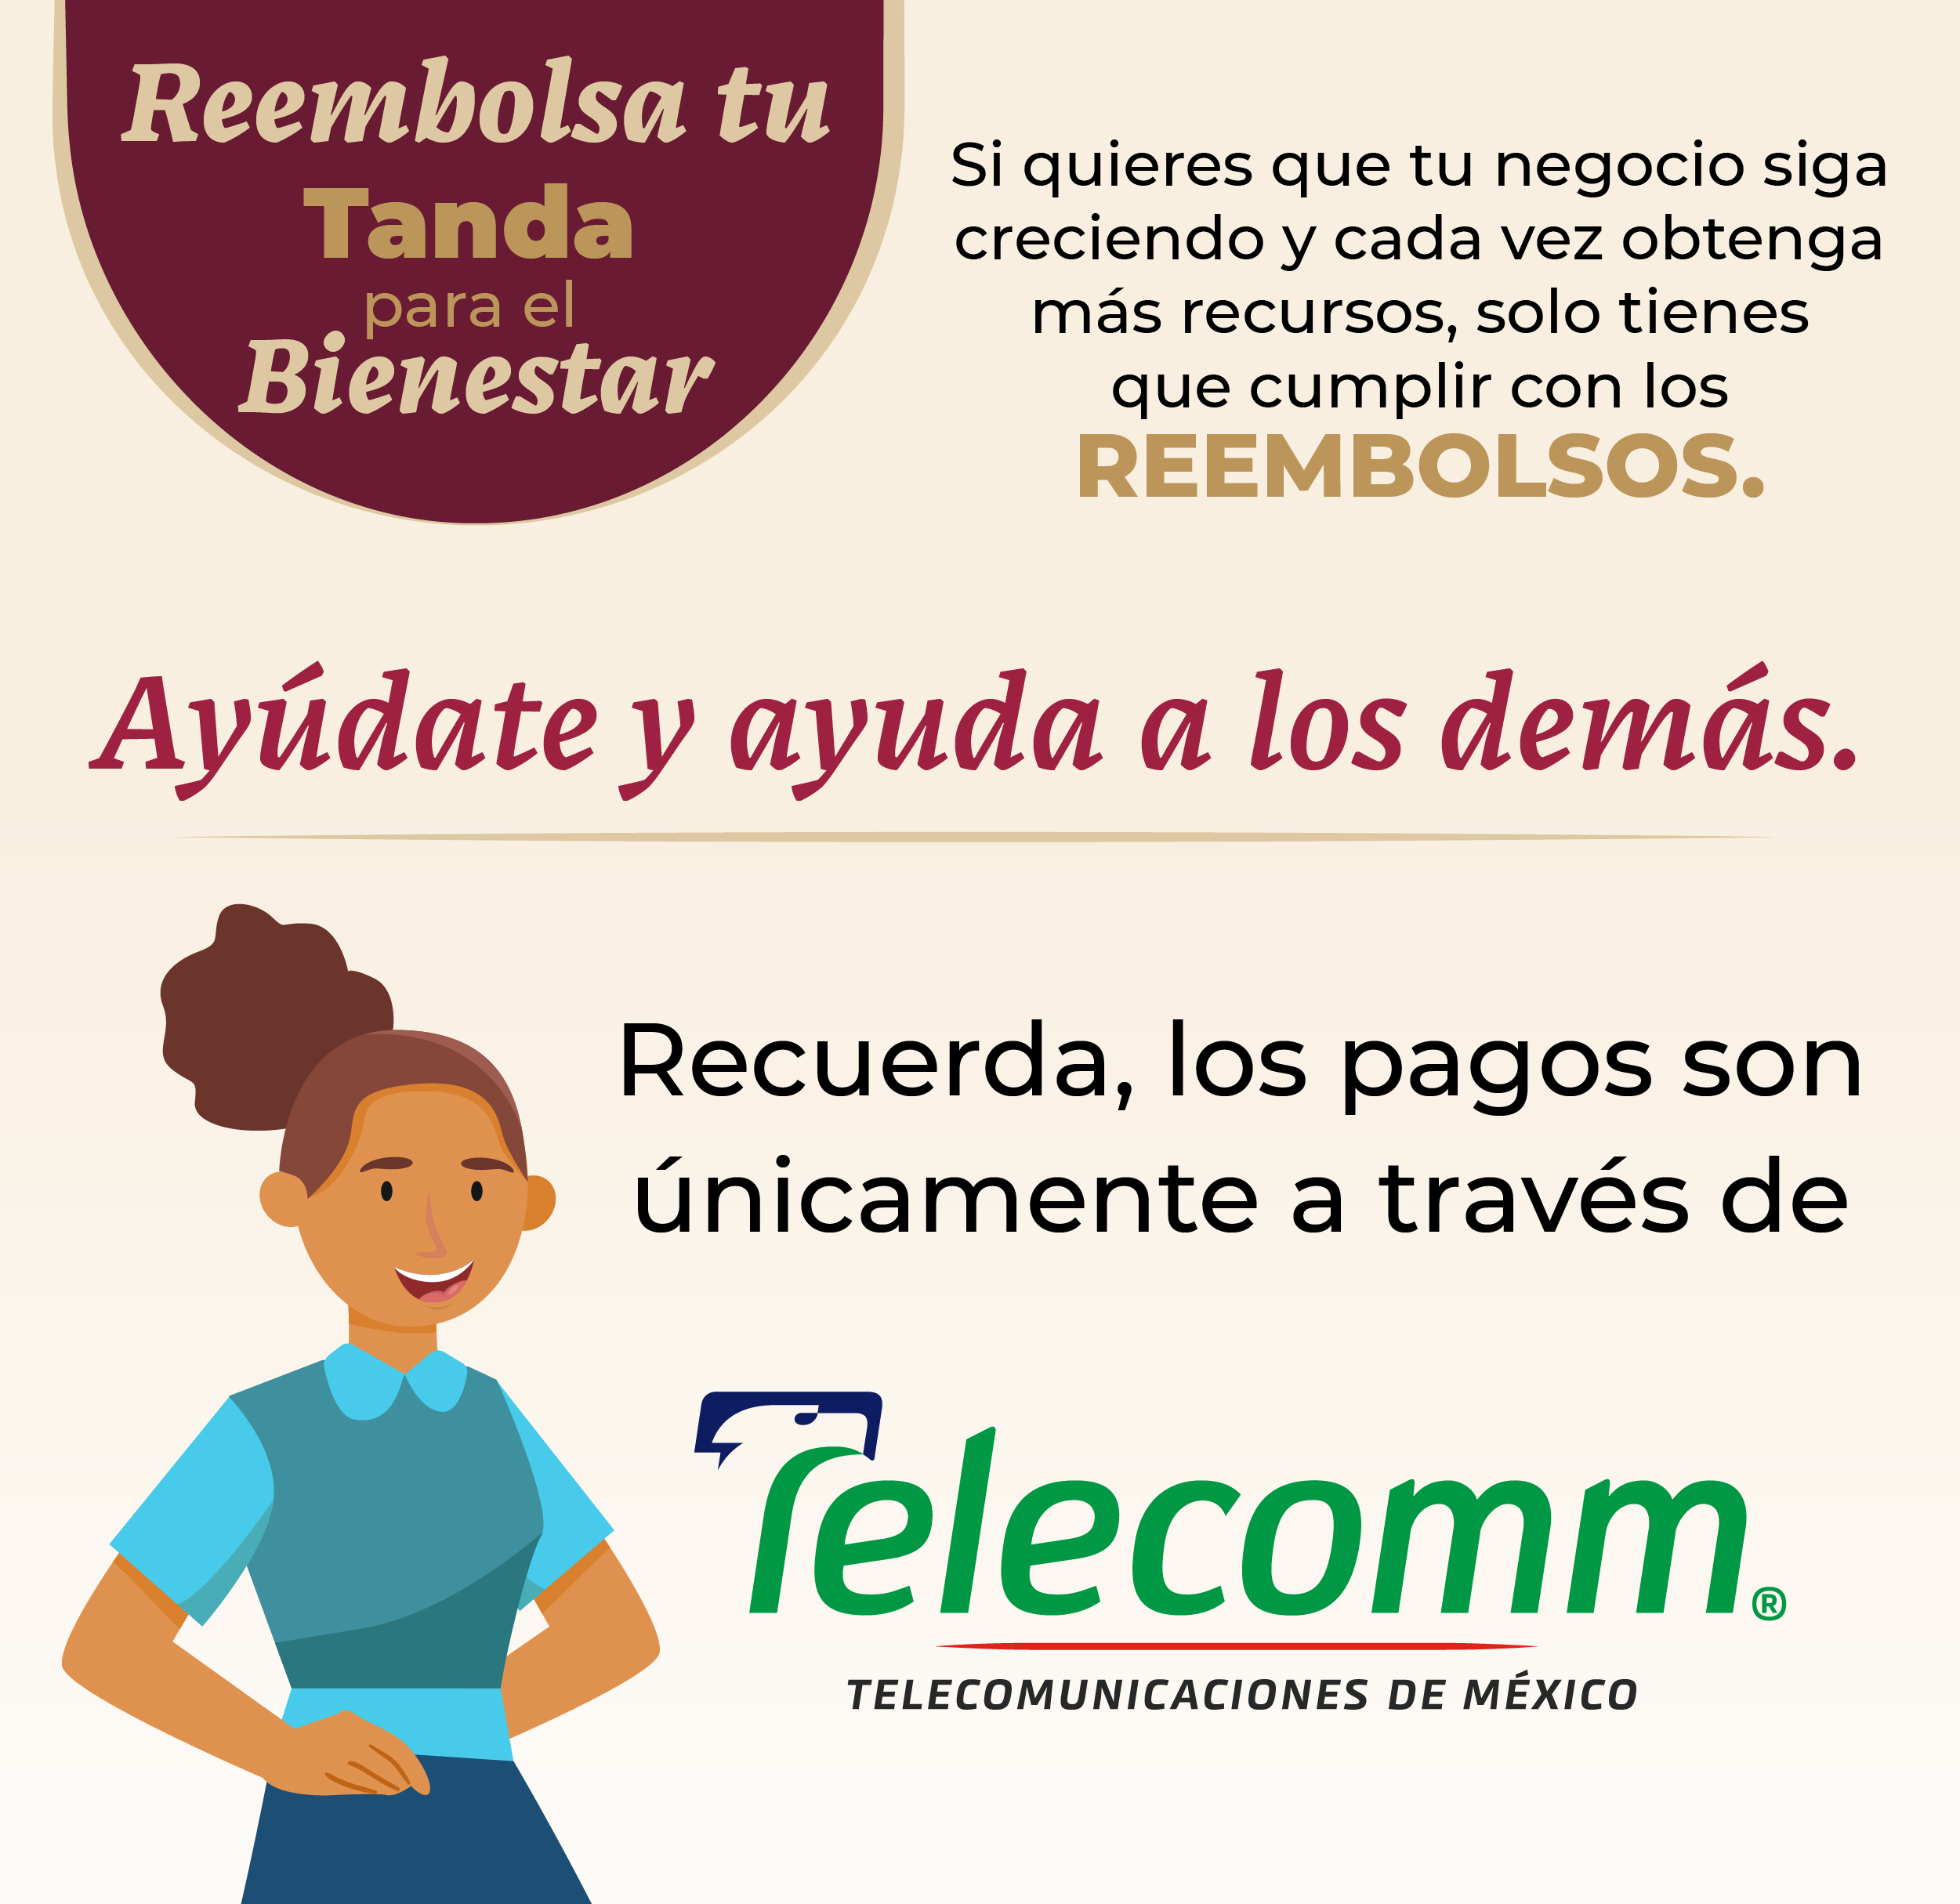 Reembolsa tu
Tanda
para el
Bienestar
Si quieres que tu negocio siga
creciendo y cada vez obtenga
más recursos, solo tienes
que cumplir con los
REEMBOLSOS.
Ayúdate y ayuda a los demás.
Recuerda, los pagos son
únicamente a través de
Telecomm®
TELECOMUNICACIONES DE MÉXICO